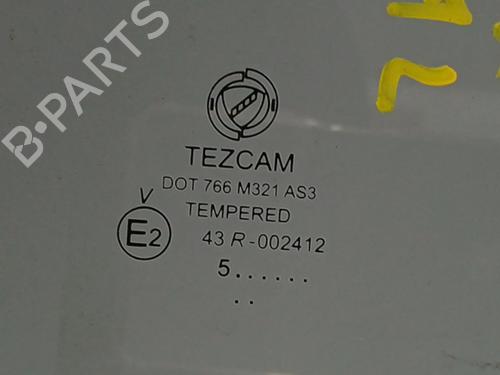 B-PARTS
TEZCAM
DOT 766 M321 AS3
TEMPERED
V
E2
43 R-002412
5......
..